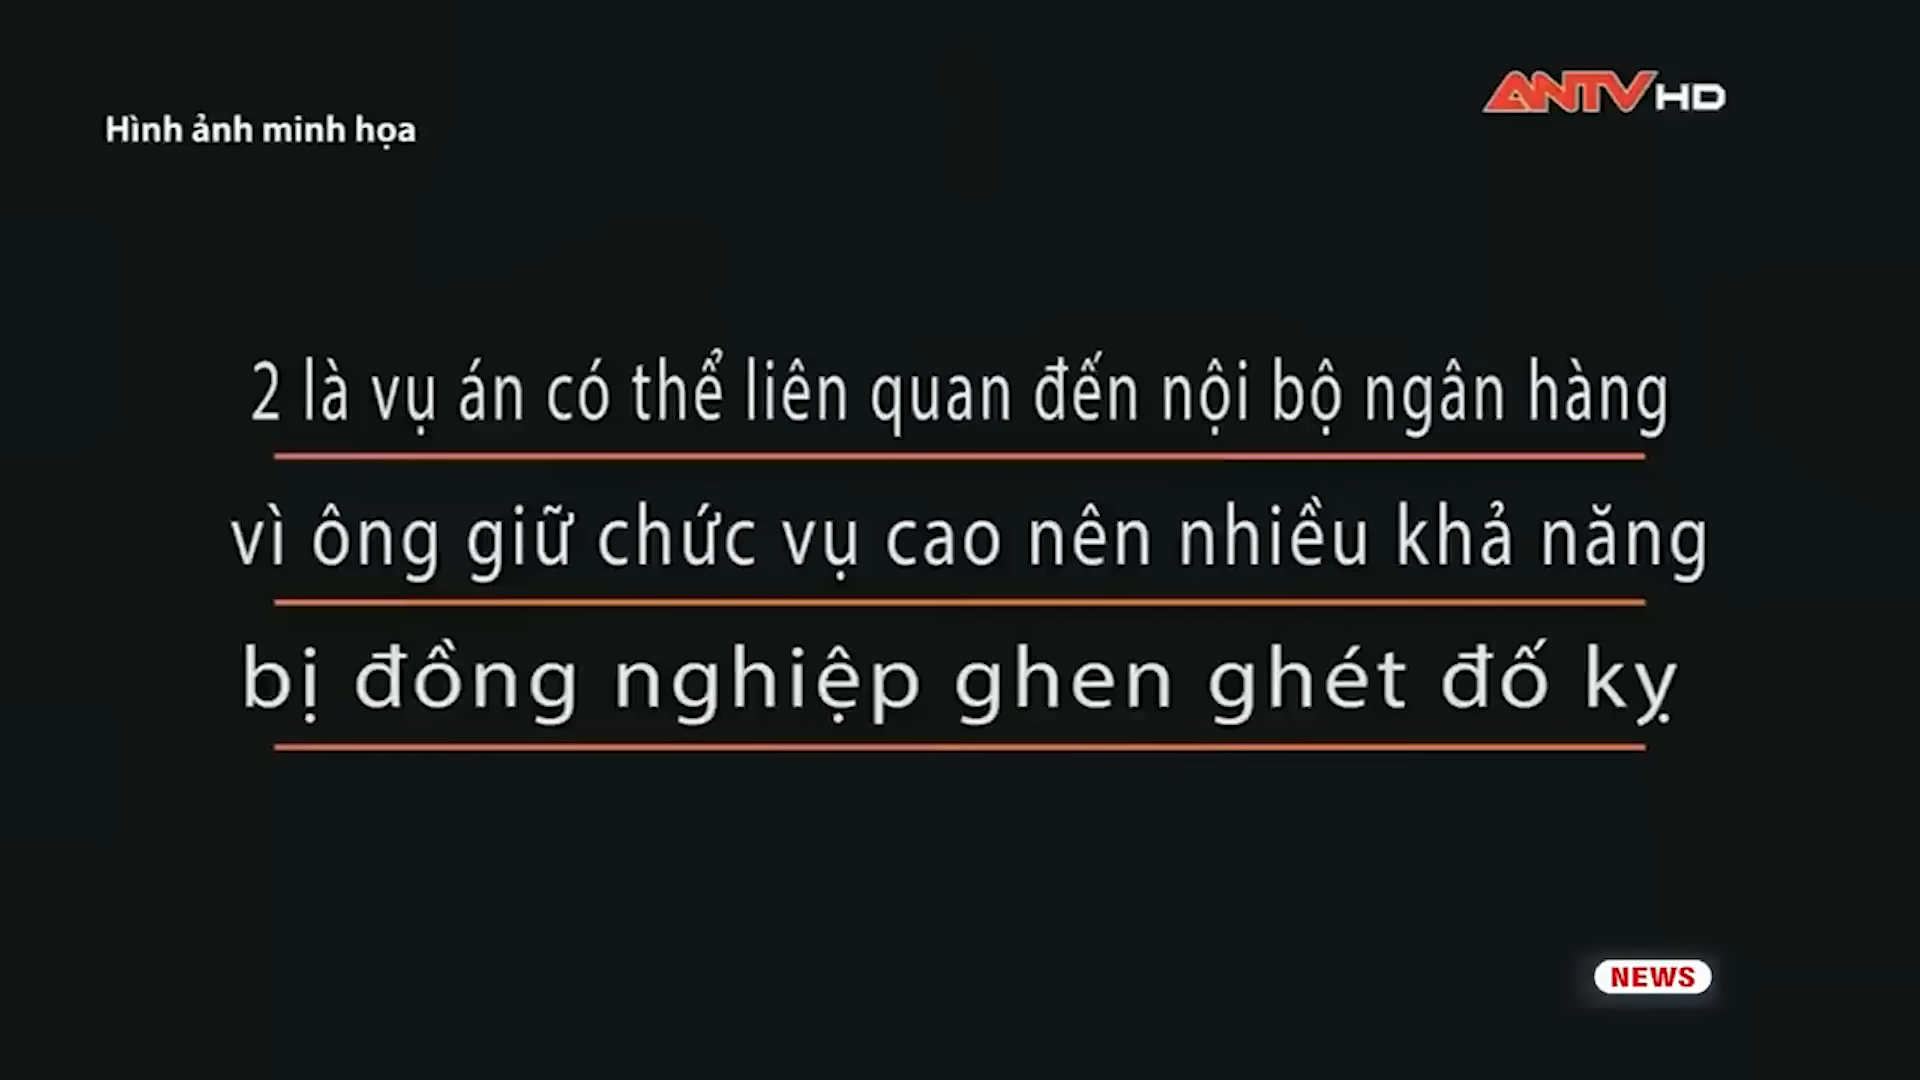 ANTV HD
Hình ảnh minh họa
2 là vụ án có thể liên quan đến nội bộ ngân hàng
vì ông giữ chức vụ cao nên nhiều khả năng
bị đồng nghiệp ghen ghét đố kỵ
NEWS